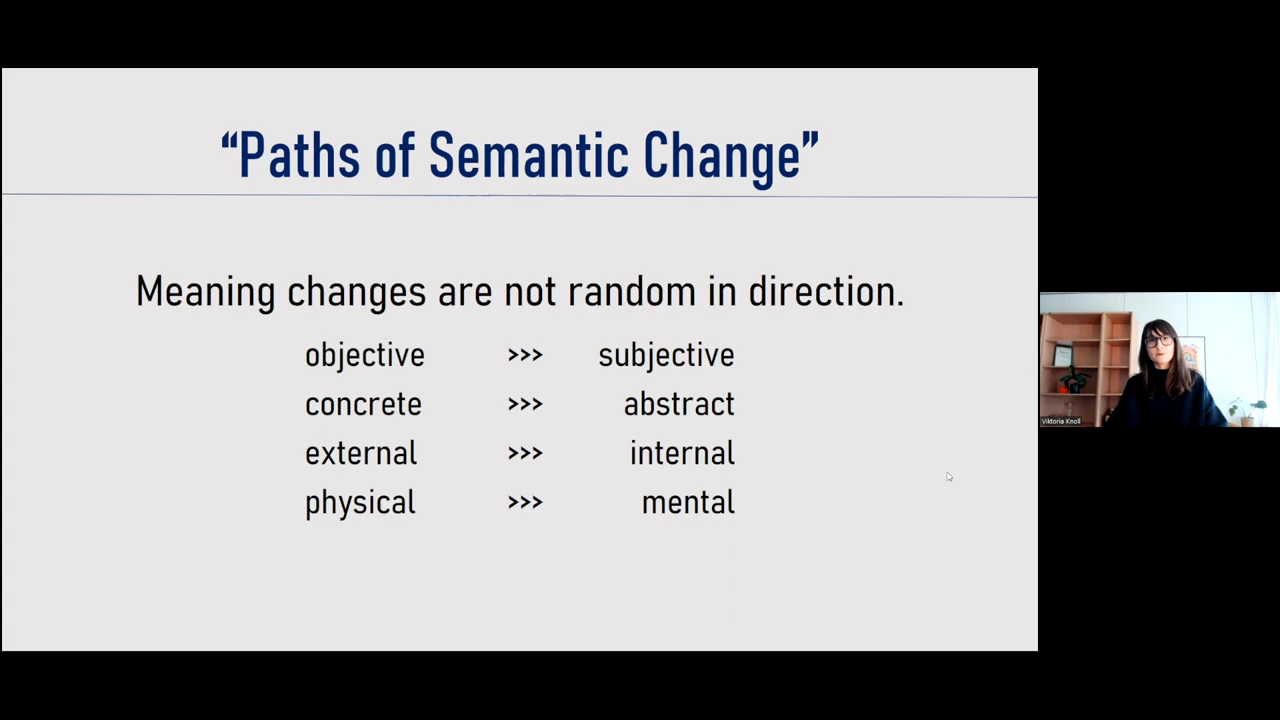 “Paths of Semantic Change”
Meaning changes are not random in direction.
objective >>> subjective
concrete >>> abstract
external >>> internal
physical >>> mental
Viktoria Knoll